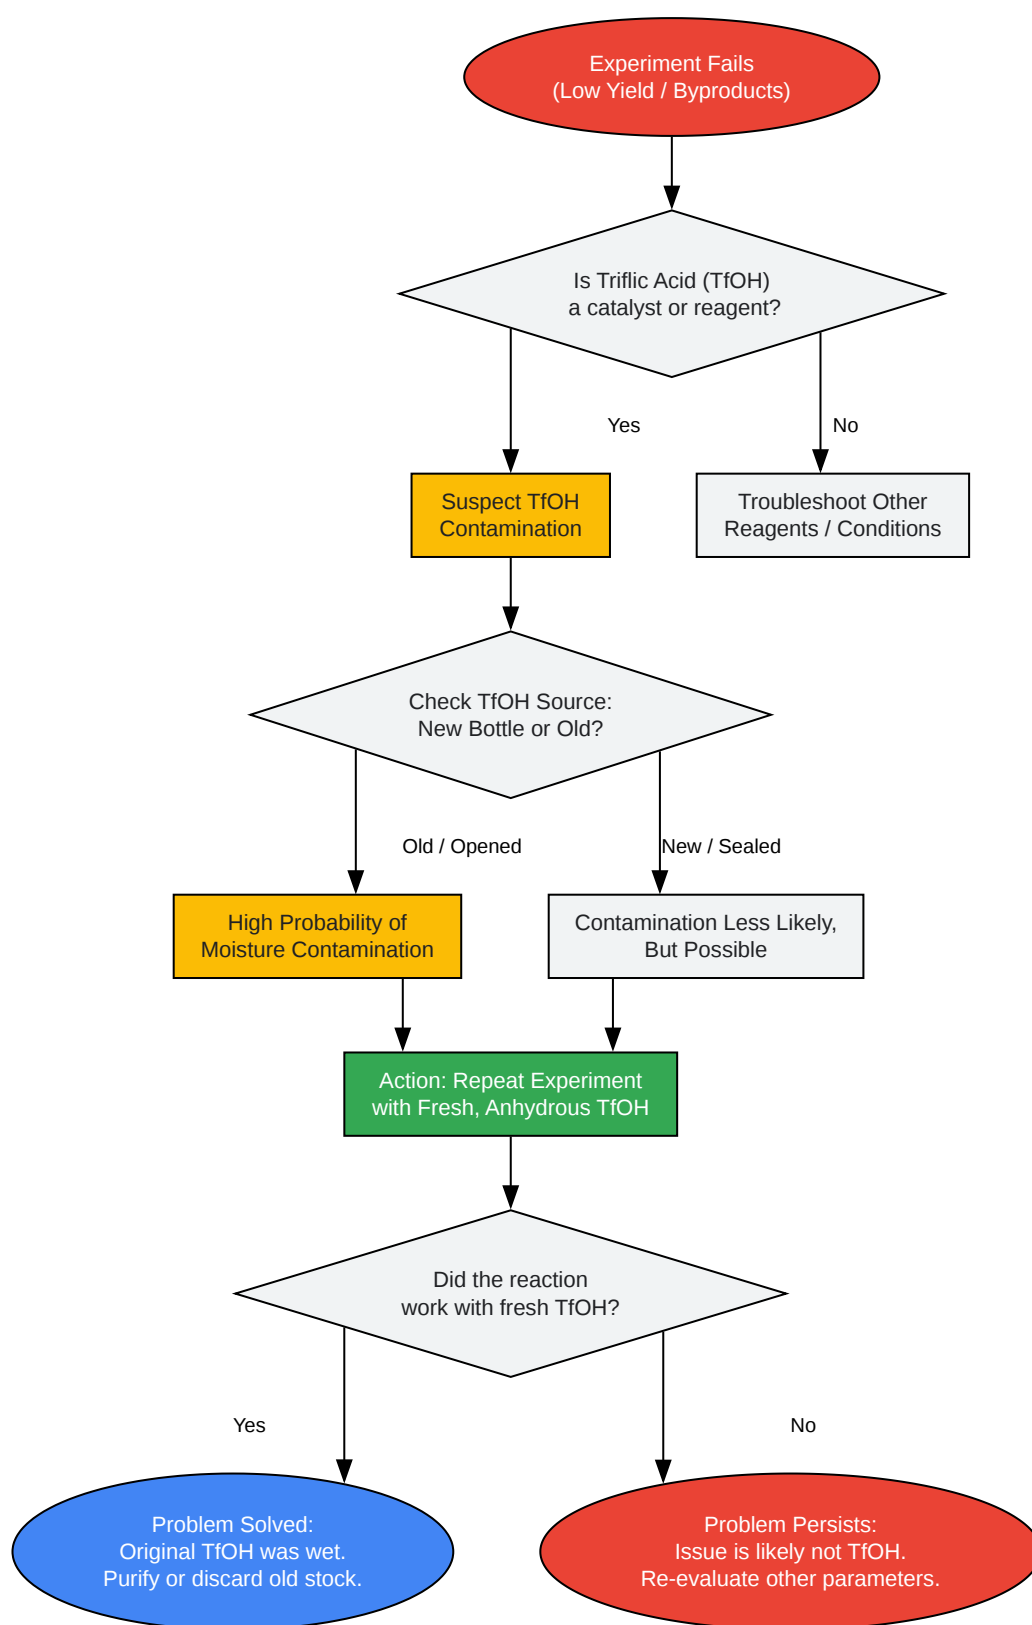 Experiment Fails
(Low Yield / Byproducts)
Is Triflic Acid (TfOH)
a catalyst or reagent?
Yes
No
Suspect TfOH
Contamination
Troubleshoot Other
Reagents / Conditions
Check TfOH Source:
New Bottle or Old?
Old / Opened
New / Sealed
High Probability of
Moisture Contamination
Contamination Less Likely,
But Possible
Action: Repeat Experiment
with Fresh, Anhydrous TfOH
Did the reaction
work with fresh TfOH?
Yes
No
Problem Solved:
Original TfOH was wet.
Purify or discard old stock.
Problem Persists:
Issue is likely not TfOH.
Re-evaluate other parameters.